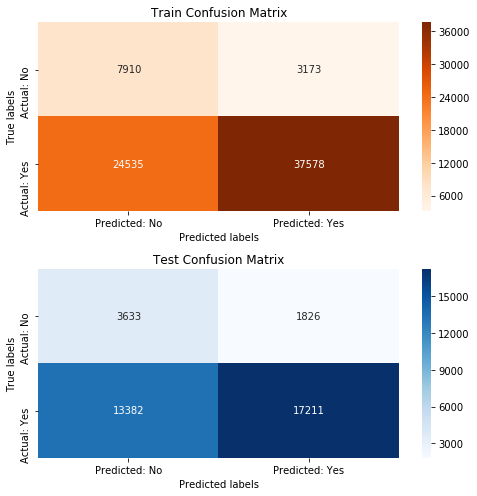 Train Confusion Matrix
True labels
Actual: No
7910
3173
Actual: Yes
24535
37578
Predicted: No
Predicted: Yes
Predicted labels
36000
30000
24000
18000
12000
6000
Test Confusion Matrix
True labels
Actual: No
3633
1826
Actual: Yes
13382
17211
Predicted: No
Predicted: Yes
Predicted labels
15000
12000
9000
6000
3000